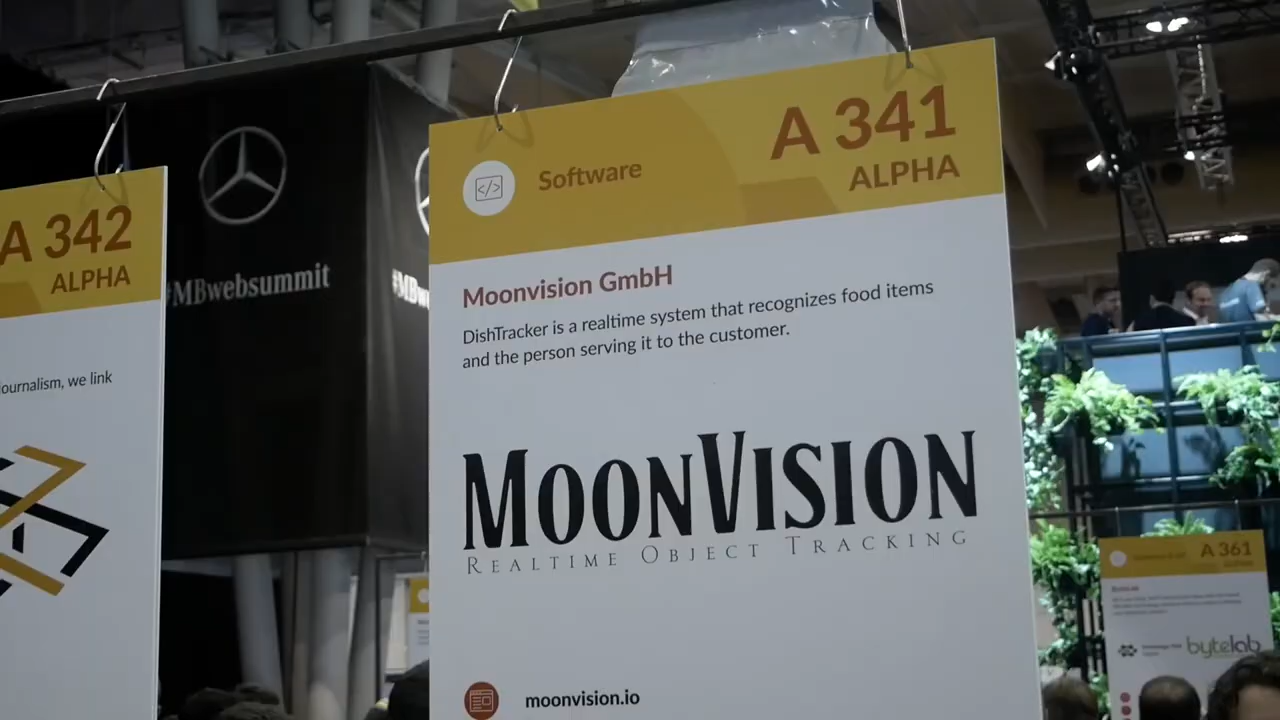 A 342
ALPHA
ournalism, we link
#MBwebsummit
#MBw
</>
Software
A 341
ALPHA
Moonvision GmbH
DishTracker is a realtime system that recognizes food items
and the person serving it to the customer.
MOONVISION
REALTIME OBJECT TRACKING
moonvision.io
A 361
bytelab